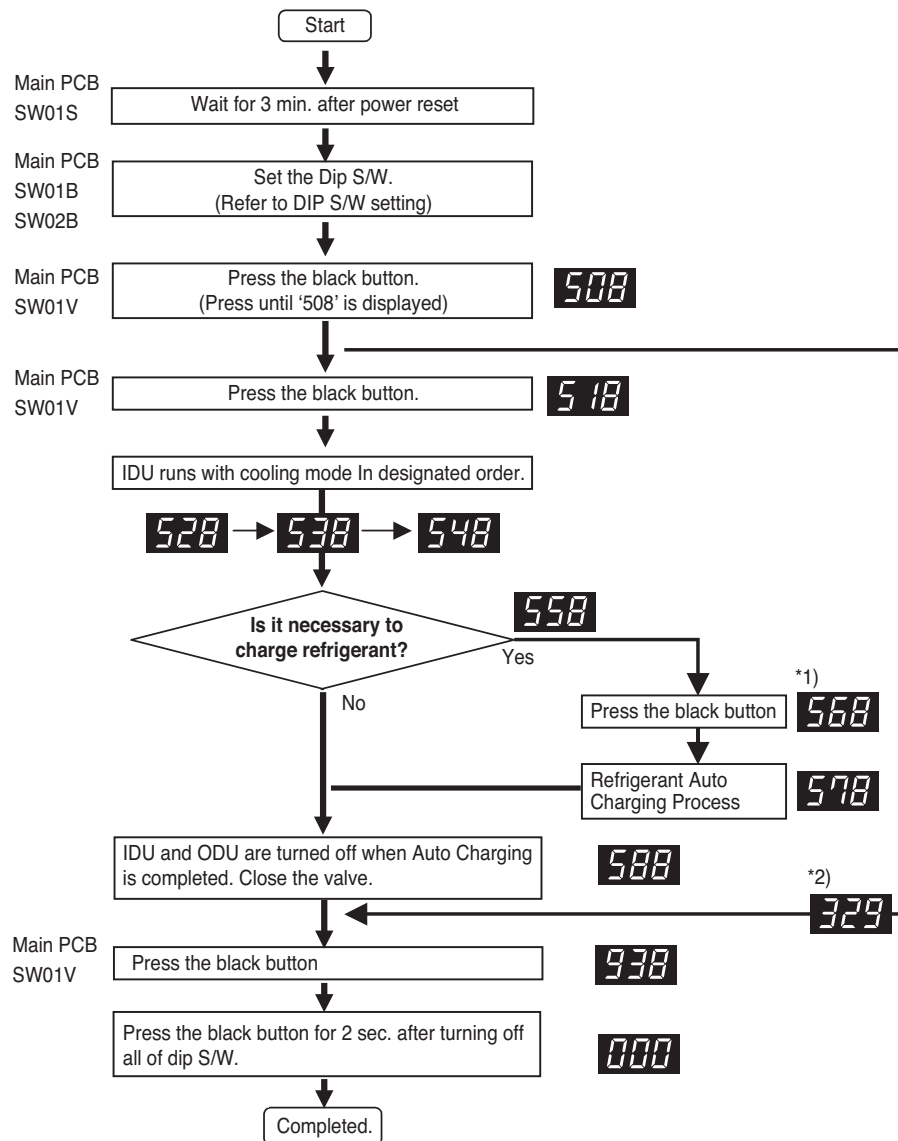 Start
Main PCB
SW01S
Wait for 3 min. after power reset
Main PCB
SW01B
SW02B
Set the Dip S/W.
(Refer to DIP S/W setting)
Main PCB
SW01V
Press the black button.
(Press until ‘508’ is displayed)
508
Main PCB
SW01V
Press the black button.
518
IDU runs with cooling mode In designated order.
528
538
548
Is it necessary to
charge refrigerant?
558
Yes
No
*1)
Press the black button
568
Refrigerant Auto
Charging Process
578
IDU and ODU are turned off when Auto Charging
is completed. Close the valve.
588
*2)
329
Main PCB
SW01V
Press the black button
938
Press the black button for 2 sec. after turning off
all of dip S/W.
000
Completed.